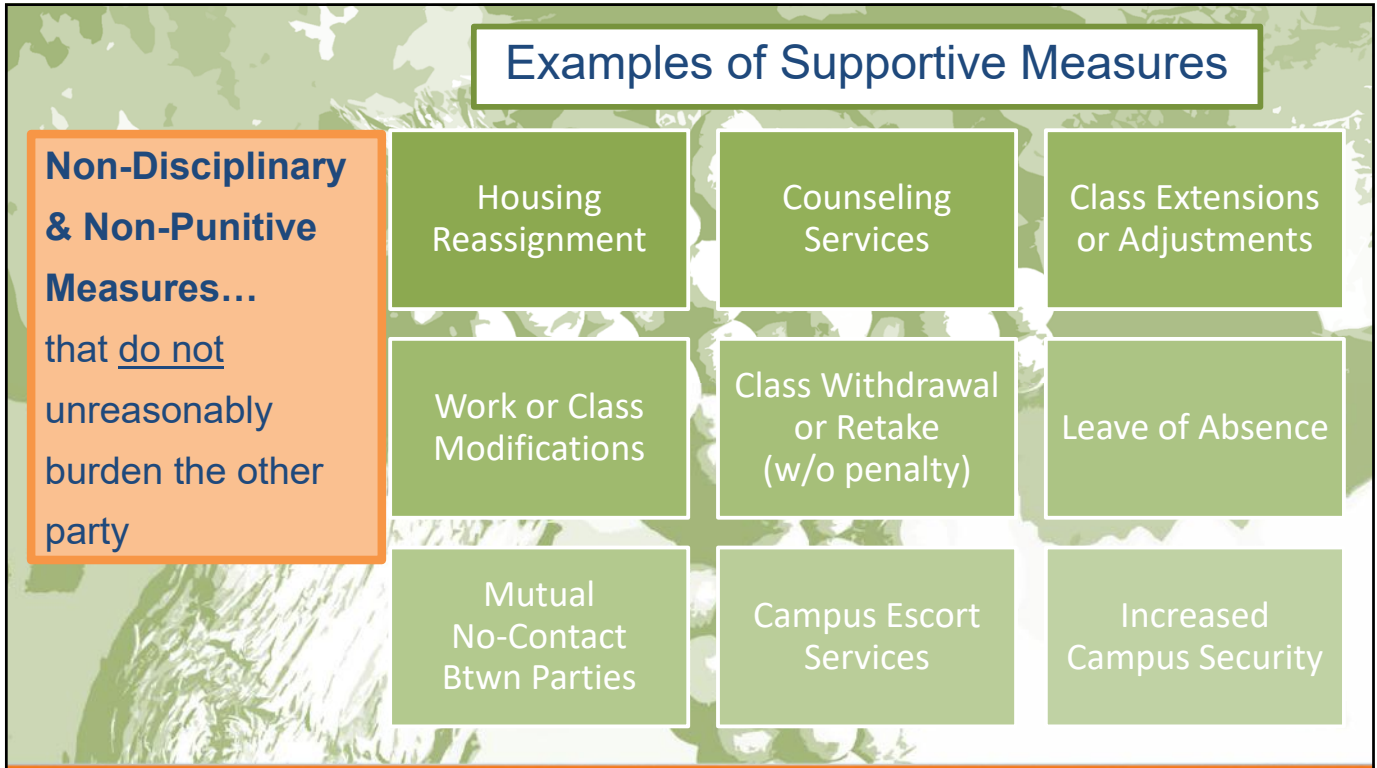 Examples of Supportive Measures
Non-Disciplinary
& Non-Punitive
Measures…
that do not
unreasonably
burden the other
party
Housing
Reassignment
Counseling
Services
Class Extensions
or Adjustments
Work or Class
Modifications
Class Withdrawal
or Retake
(w/o penalty)
Leave of Absence
Mutual
No-Contact
Btwn Parties
Campus Escort
Services
Increased
Campus Security